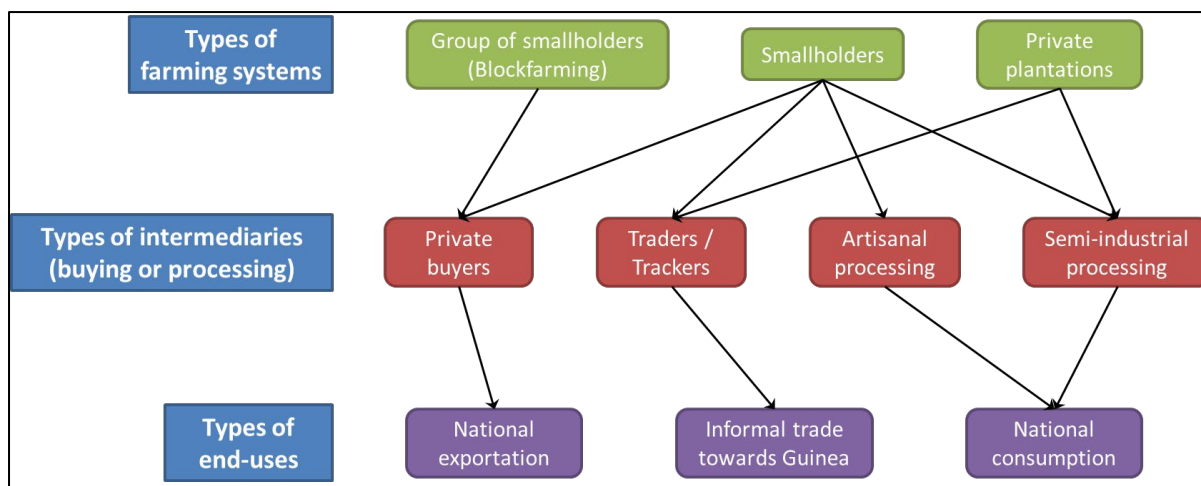 Types of
farming systems
Group of smallholders
(Blockfarming)
Smallholders
Private
plantations
Types of intermediaries
(buying or processing)
Private
buyers
Traders /
Trackers
Artisanal
processing
Semi-industrial
processing
Types of
end-uses
National
exportation
Informal trade
towards Guinea
National
consumption